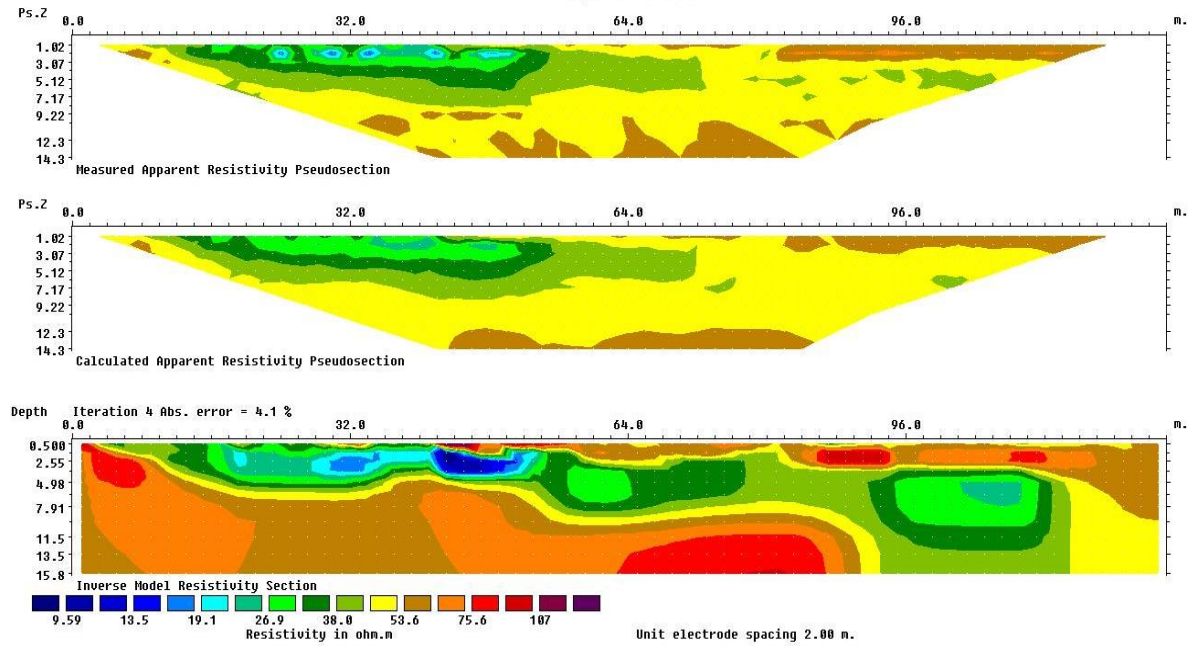 Ps.Z
0.0 32.0 64.0 96.0 m.
1.02
3.07
5.12
7.17
9.22
12.3
14.3
Measured Apparent Resistivity Pseudosection
Ps.Z
0.0 32.0 64.0 96.0 m.
1.02
3.07
5.12
7.17
9.22
12.3
14.3
Calculated Apparent Resistivity Pseudosection
Depth Iteration 4 Abs. error = 4.1 %
0.0 32.0 64.0 96.0 m.
0.500
2.55
4.98
7.91
11.5
13.5
15.8
Inverse Model Resistivity Section
9.59 13.5 19.1 26.9 38.0 53.6 75.6 107
Resistivity in ohm.m Unit electrode spacing 2.00 m.